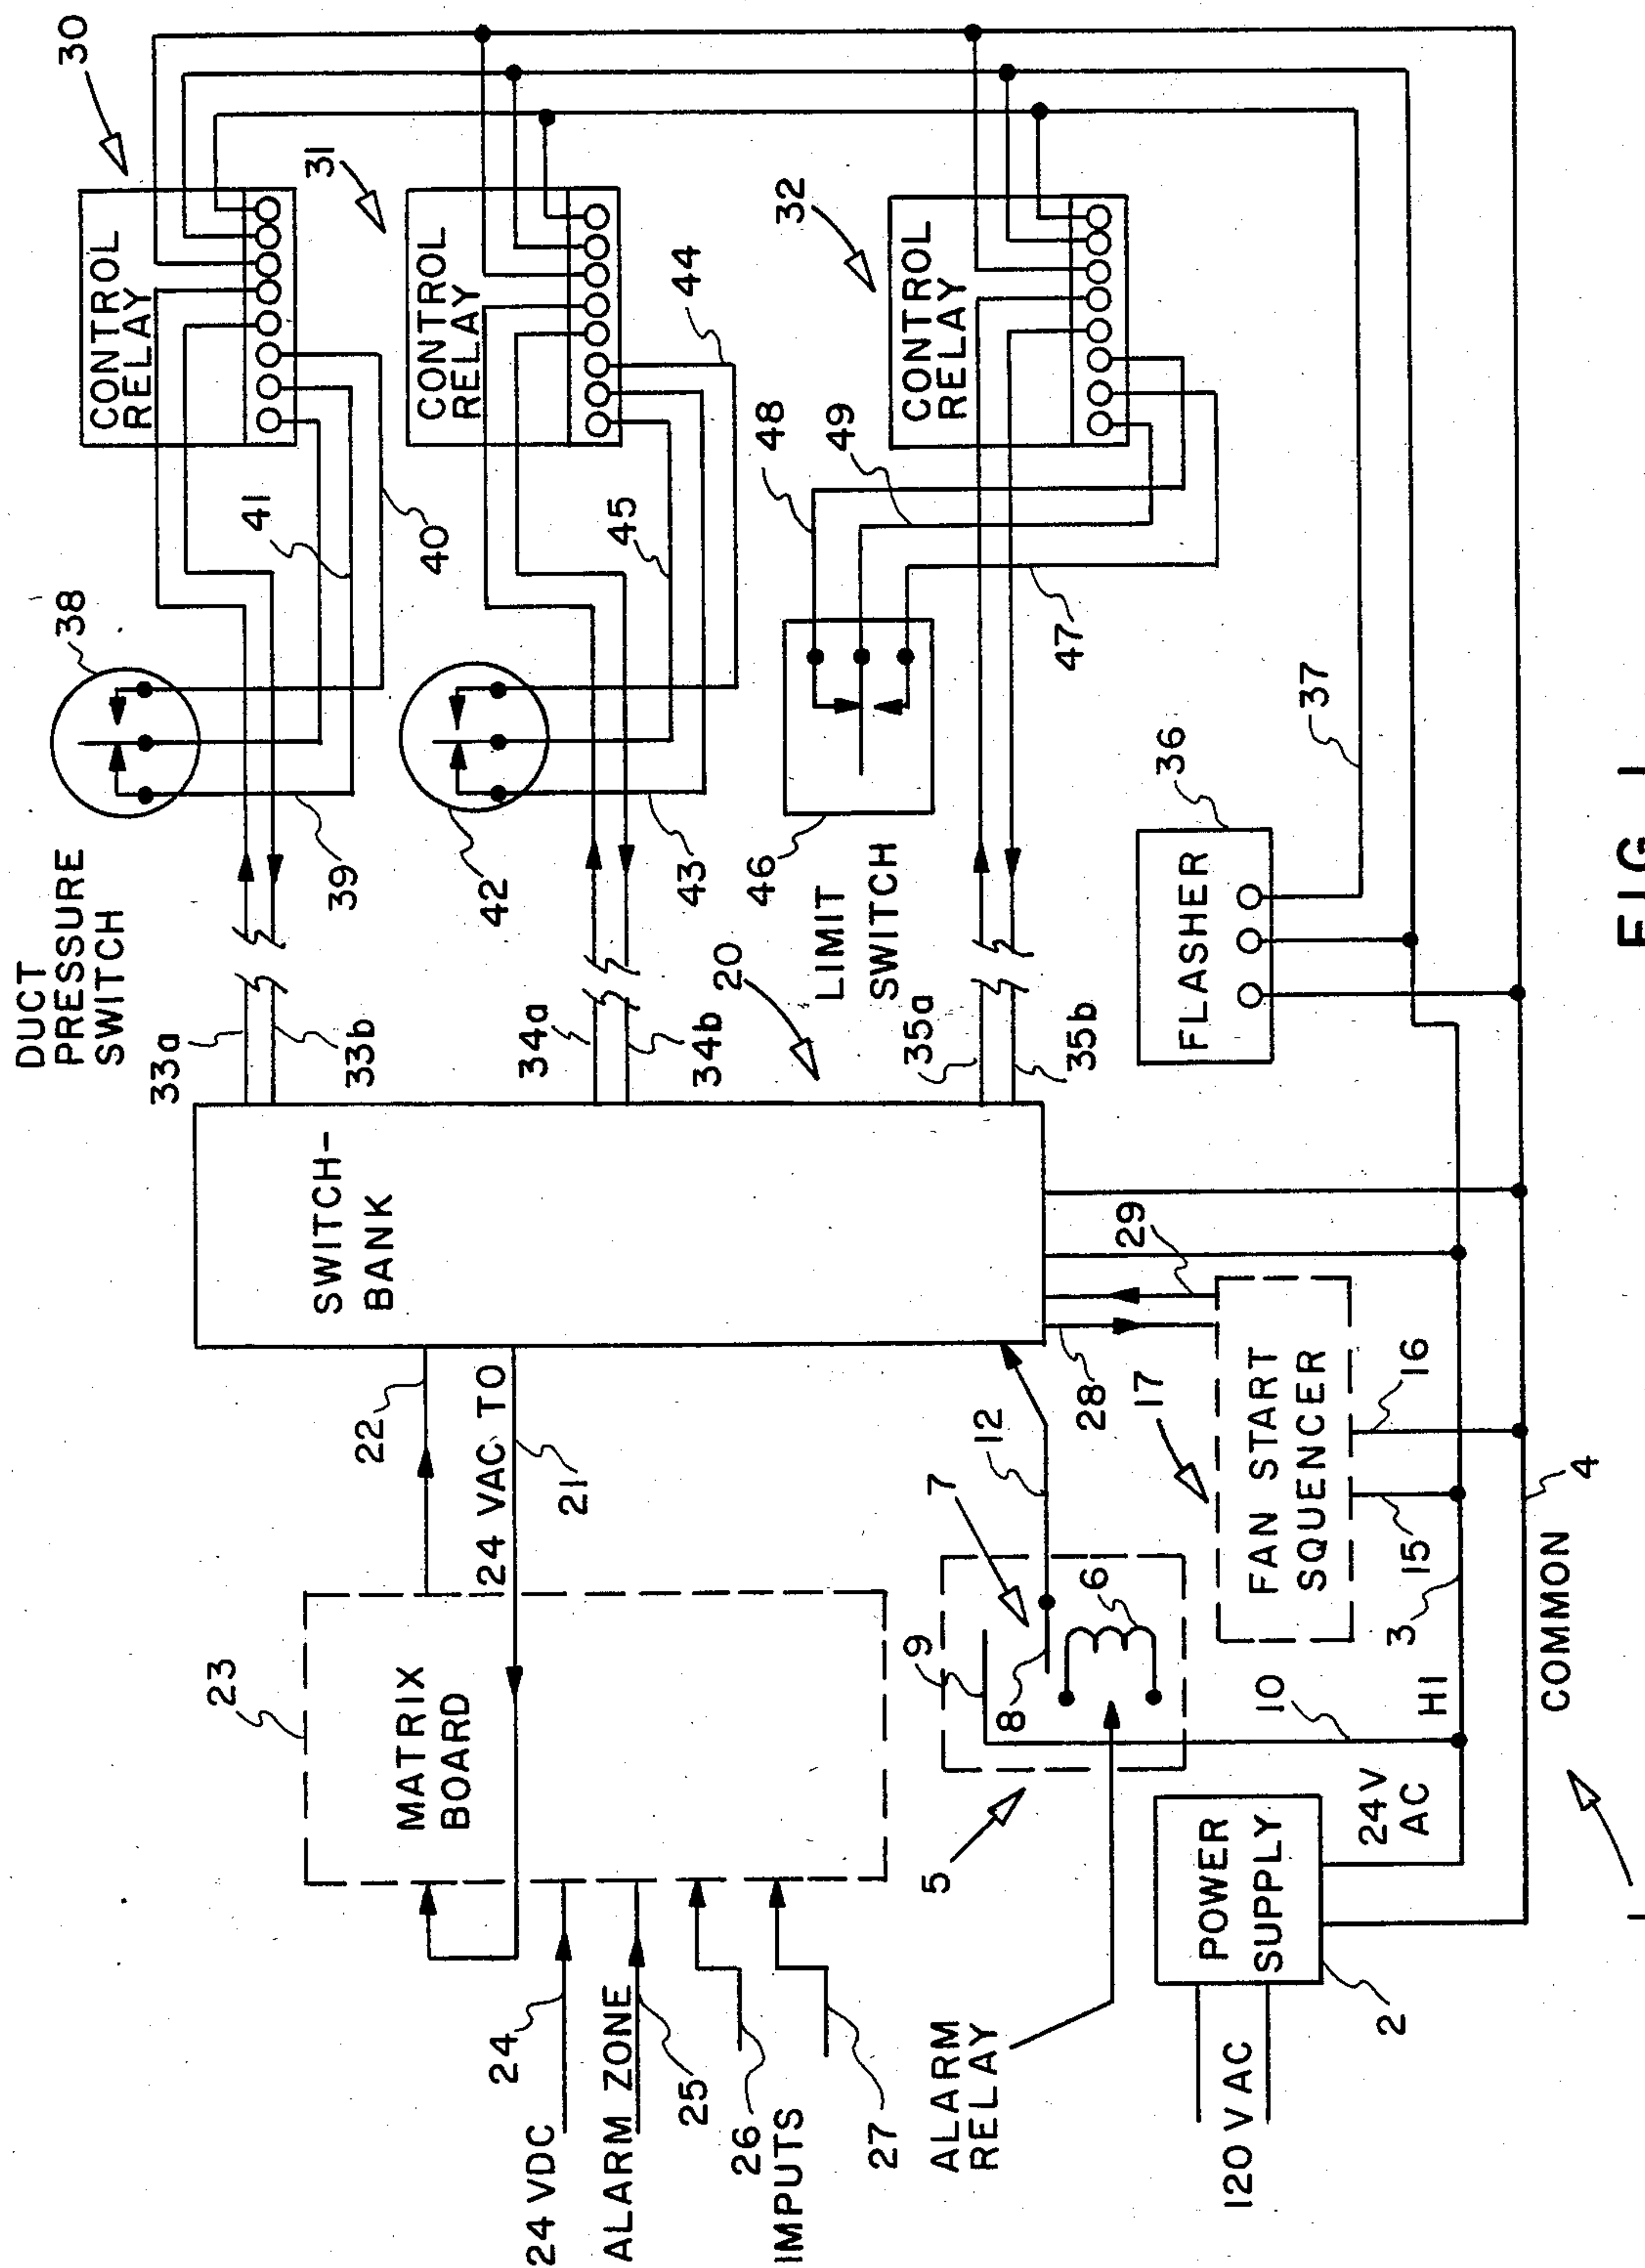 DUCT
PRESSURE
SWITCH
38
33a
33b
39
41
40
CONTROL
RELAY
30
31
CONTROL
RELAY
44
45
42
43
34a
34b
20
32
CONTROL
RELAY
48
49
47
46
LIMIT
SWITCH
35a
35b
36
37
FLASHER
SWITCH-
BANK
22
24 VAC TO
21
23
MATRIX
BOARD
24 VDC
24
ALARM ZONE
25
26
IMPUTS
27
ALARM
RELAY
5
9
7
8
6
12
28
29
17
FAN START
SQUENCER
16
15
10
3
HI
24V
AC
POWER
SUPPLY
120 VAC
2
4
COMMON
1
FIG. 1